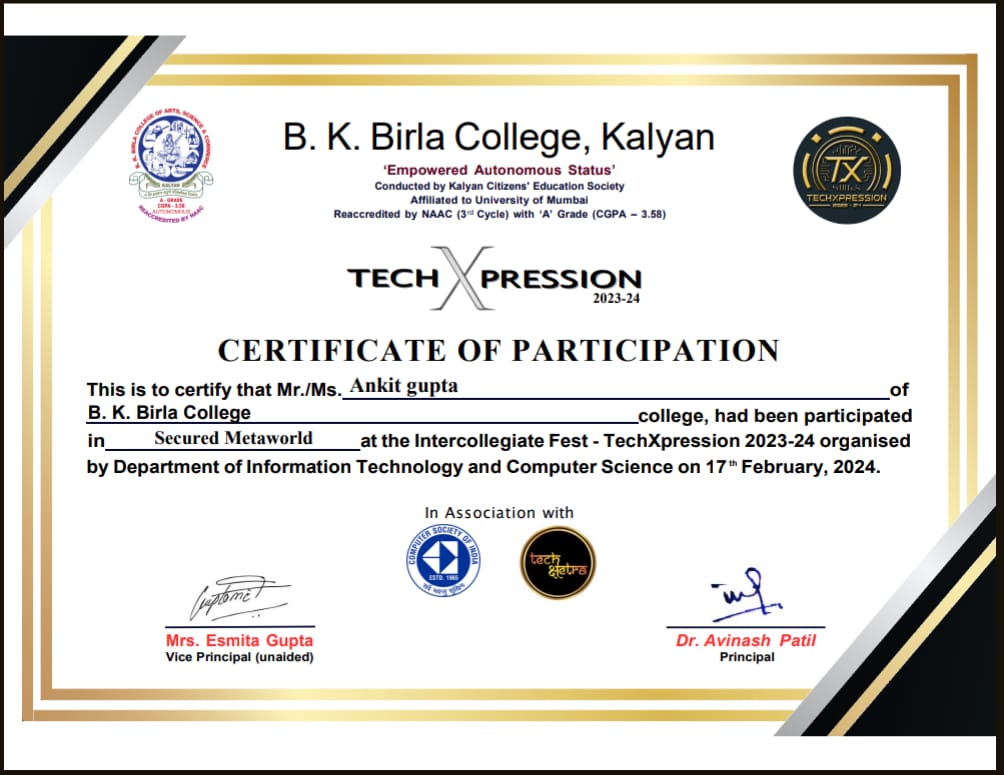 B. K. BIRLA COLLEGE OF ARTS, SCIENCE & COMMERCE
KALYAN
A - GRADE
CGPA - 3.58
AUTONOMOUS
REACCREDITED BY NAAC
B. K. Birla College, Kalyan
‘Empowered Autonomous Status’
Conducted by Kalyan Citizens’ Education Society
Affiliated to University of Mumbai
Reaccredited by NAAC (3rd Cycle) with ‘A’ Grade (CGPA – 3.58)
TX
TECHXPRESSION
TECH XPRESSION
2023-24
CERTIFICATE OF PARTICIPATION
This is to certify that Mr./Ms. Ankit gupta of
B. K. Birla College college, had been participated
in Secured Metaworld at the Intercollegiate Fest - TechXpression 2023-24 organised
by Department of Information Technology and Computer Science on 17th February, 2024.
In Association with
COMPUTER SOCIETY OF INDIA
ESTD. 1965
tech
क्षetra
Mrs. Esmita Gupta
Vice Principal (unaided)
Dr. Avinash Patil
Principal